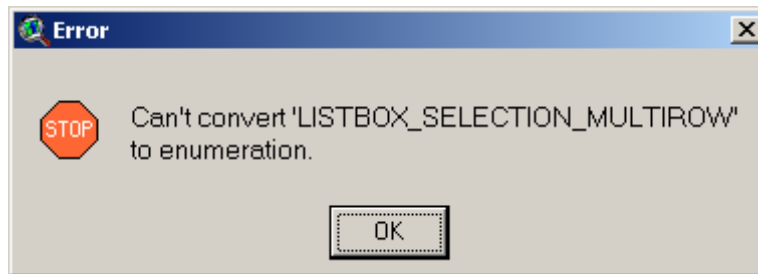 Error
STOP
Can't convert 'LISTBOX_SELECTION_MULTIROW'
to enumeration.
OK